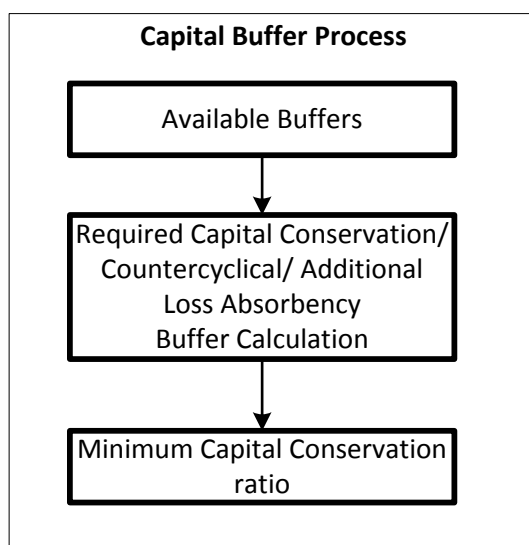 Capital Buffer Process
Available Buffers
Required Capital Conservation/
Countercyclical/ Additional
Loss Absorbency
Buffer Calculation
Minimum Capital Conservation
ratio